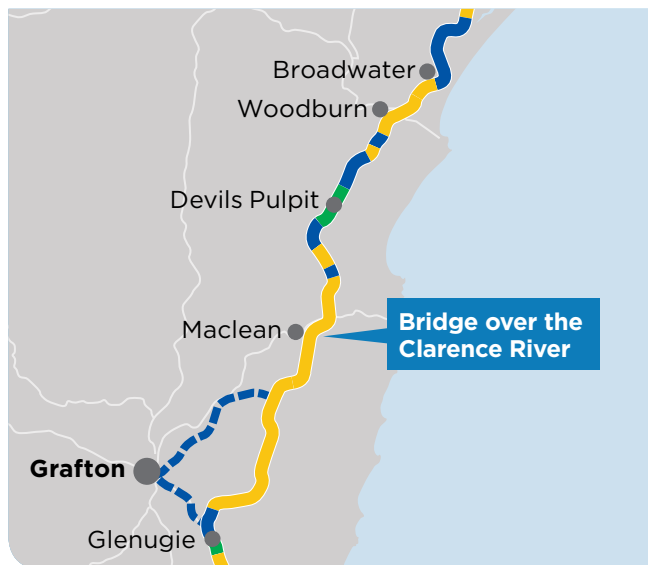 Broadwater
Woodburn
Devils Pulpit
Maclean
Bridge over the
Clarence River
Grafton
Glenugie